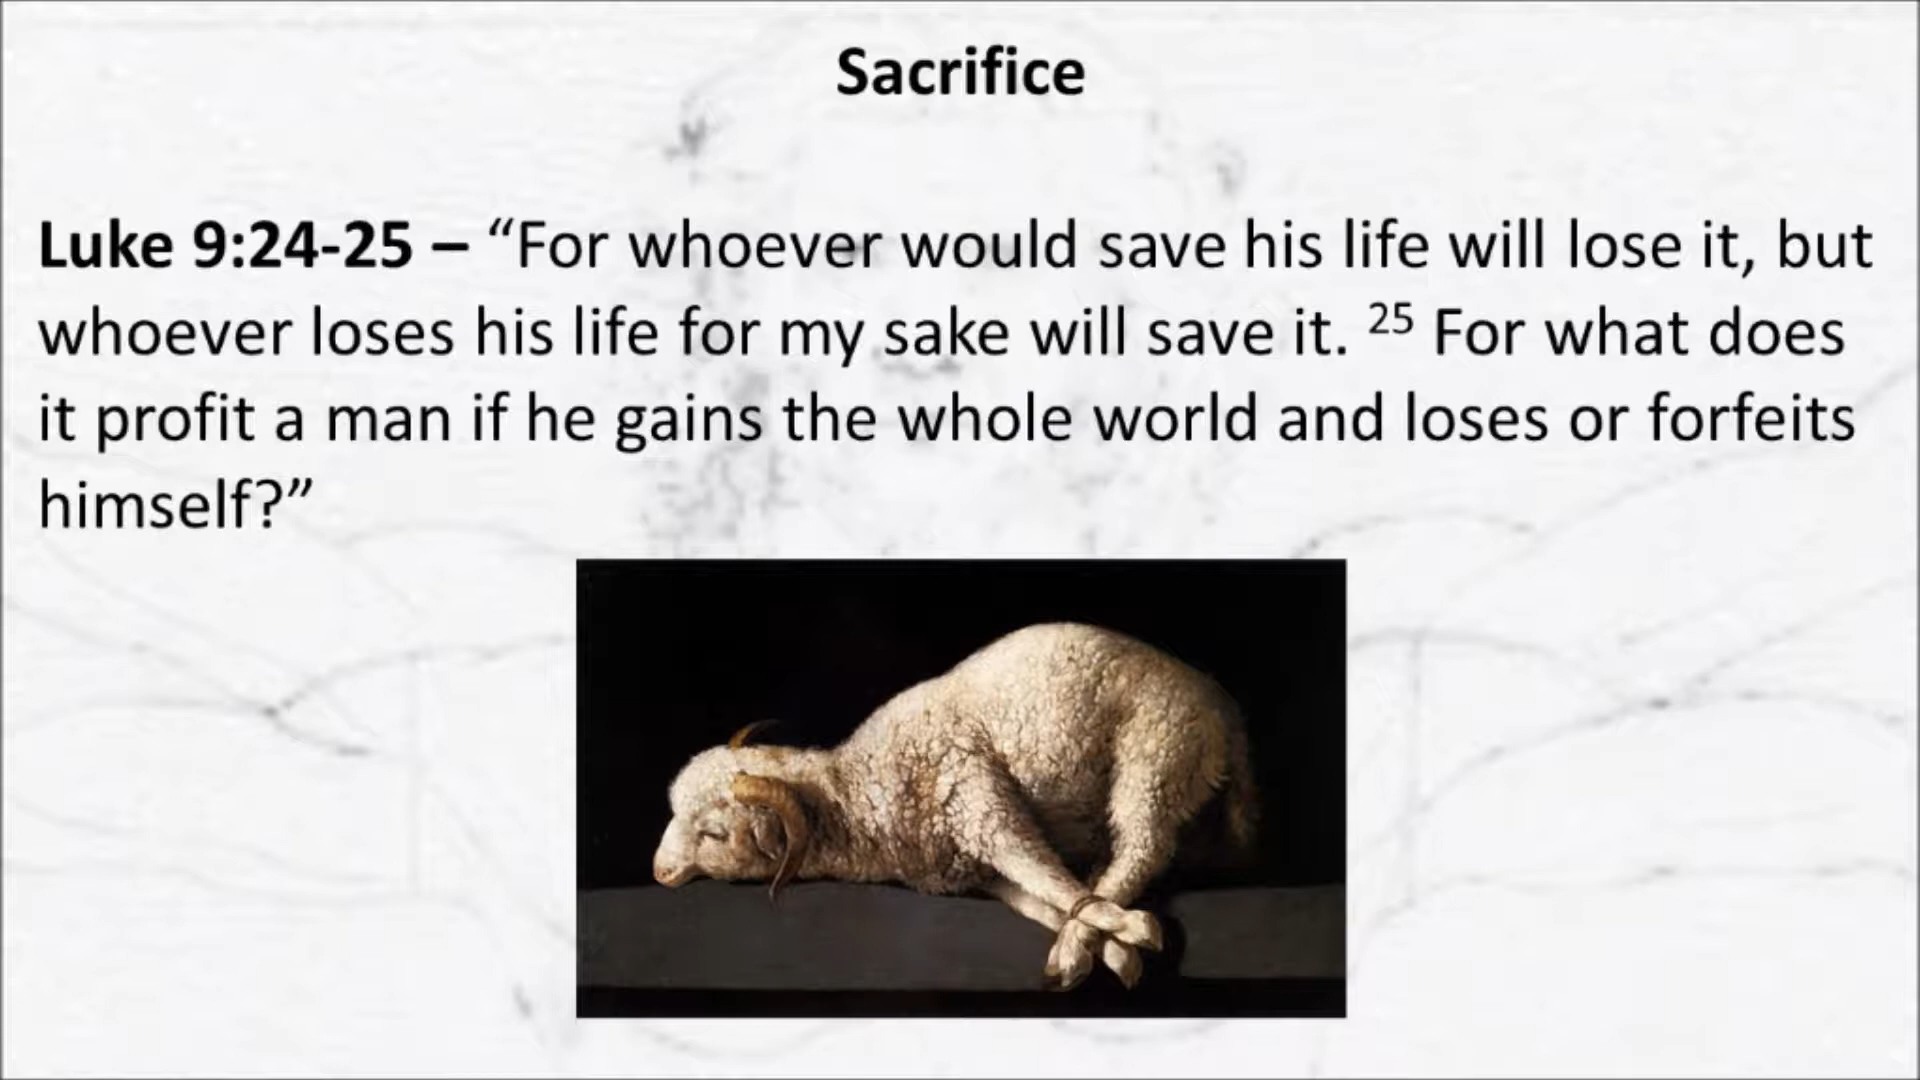 Sacrifice
Luke 9:24-25 – “For whoever would save his life will lose it, but
whoever loses his life for my sake will save it. ²⁵ For what does
it profit a man if he gains the whole world and loses or forfeits
himself?”